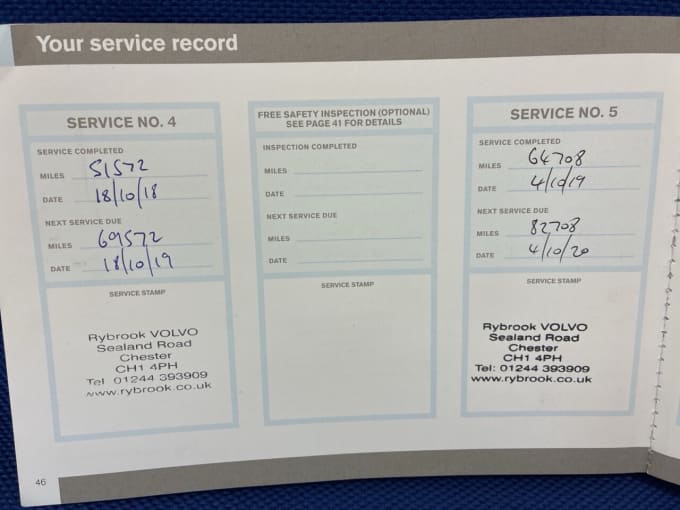 Your service record
SERVICE NO. 4
SERVICE COMPLETED
MILES 51572
DATE 18/10/18
NEXT SERVICE DUE
MILES 69572
DATE 18/10/19
SERVICE STAMP
Rybrook VOLVO
Sealand Road
Chester
CH1 4PH
Tel 01244 393909
www.rybrook.co.uk
FREE SAFETY INSPECTION (OPTIONAL)
SEE PAGE 41 FOR DETAILS
INSPECTION COMPLETED
MILES
DATE
NEXT SERVICE DUE
MILES
DATE
SERVICE STAMP
SERVICE NO. 5
SERVICE COMPLETED
MILES 64708
DATE 4/10/19
NEXT SERVICE DUE
MILES 82708
DATE 4/10/20
SERVICE STAMP
Rybrook VOLVO
Sealand Road
Chester
CH1 4PH
Tel: 01244 393909
www.rybrook.co.uk
46